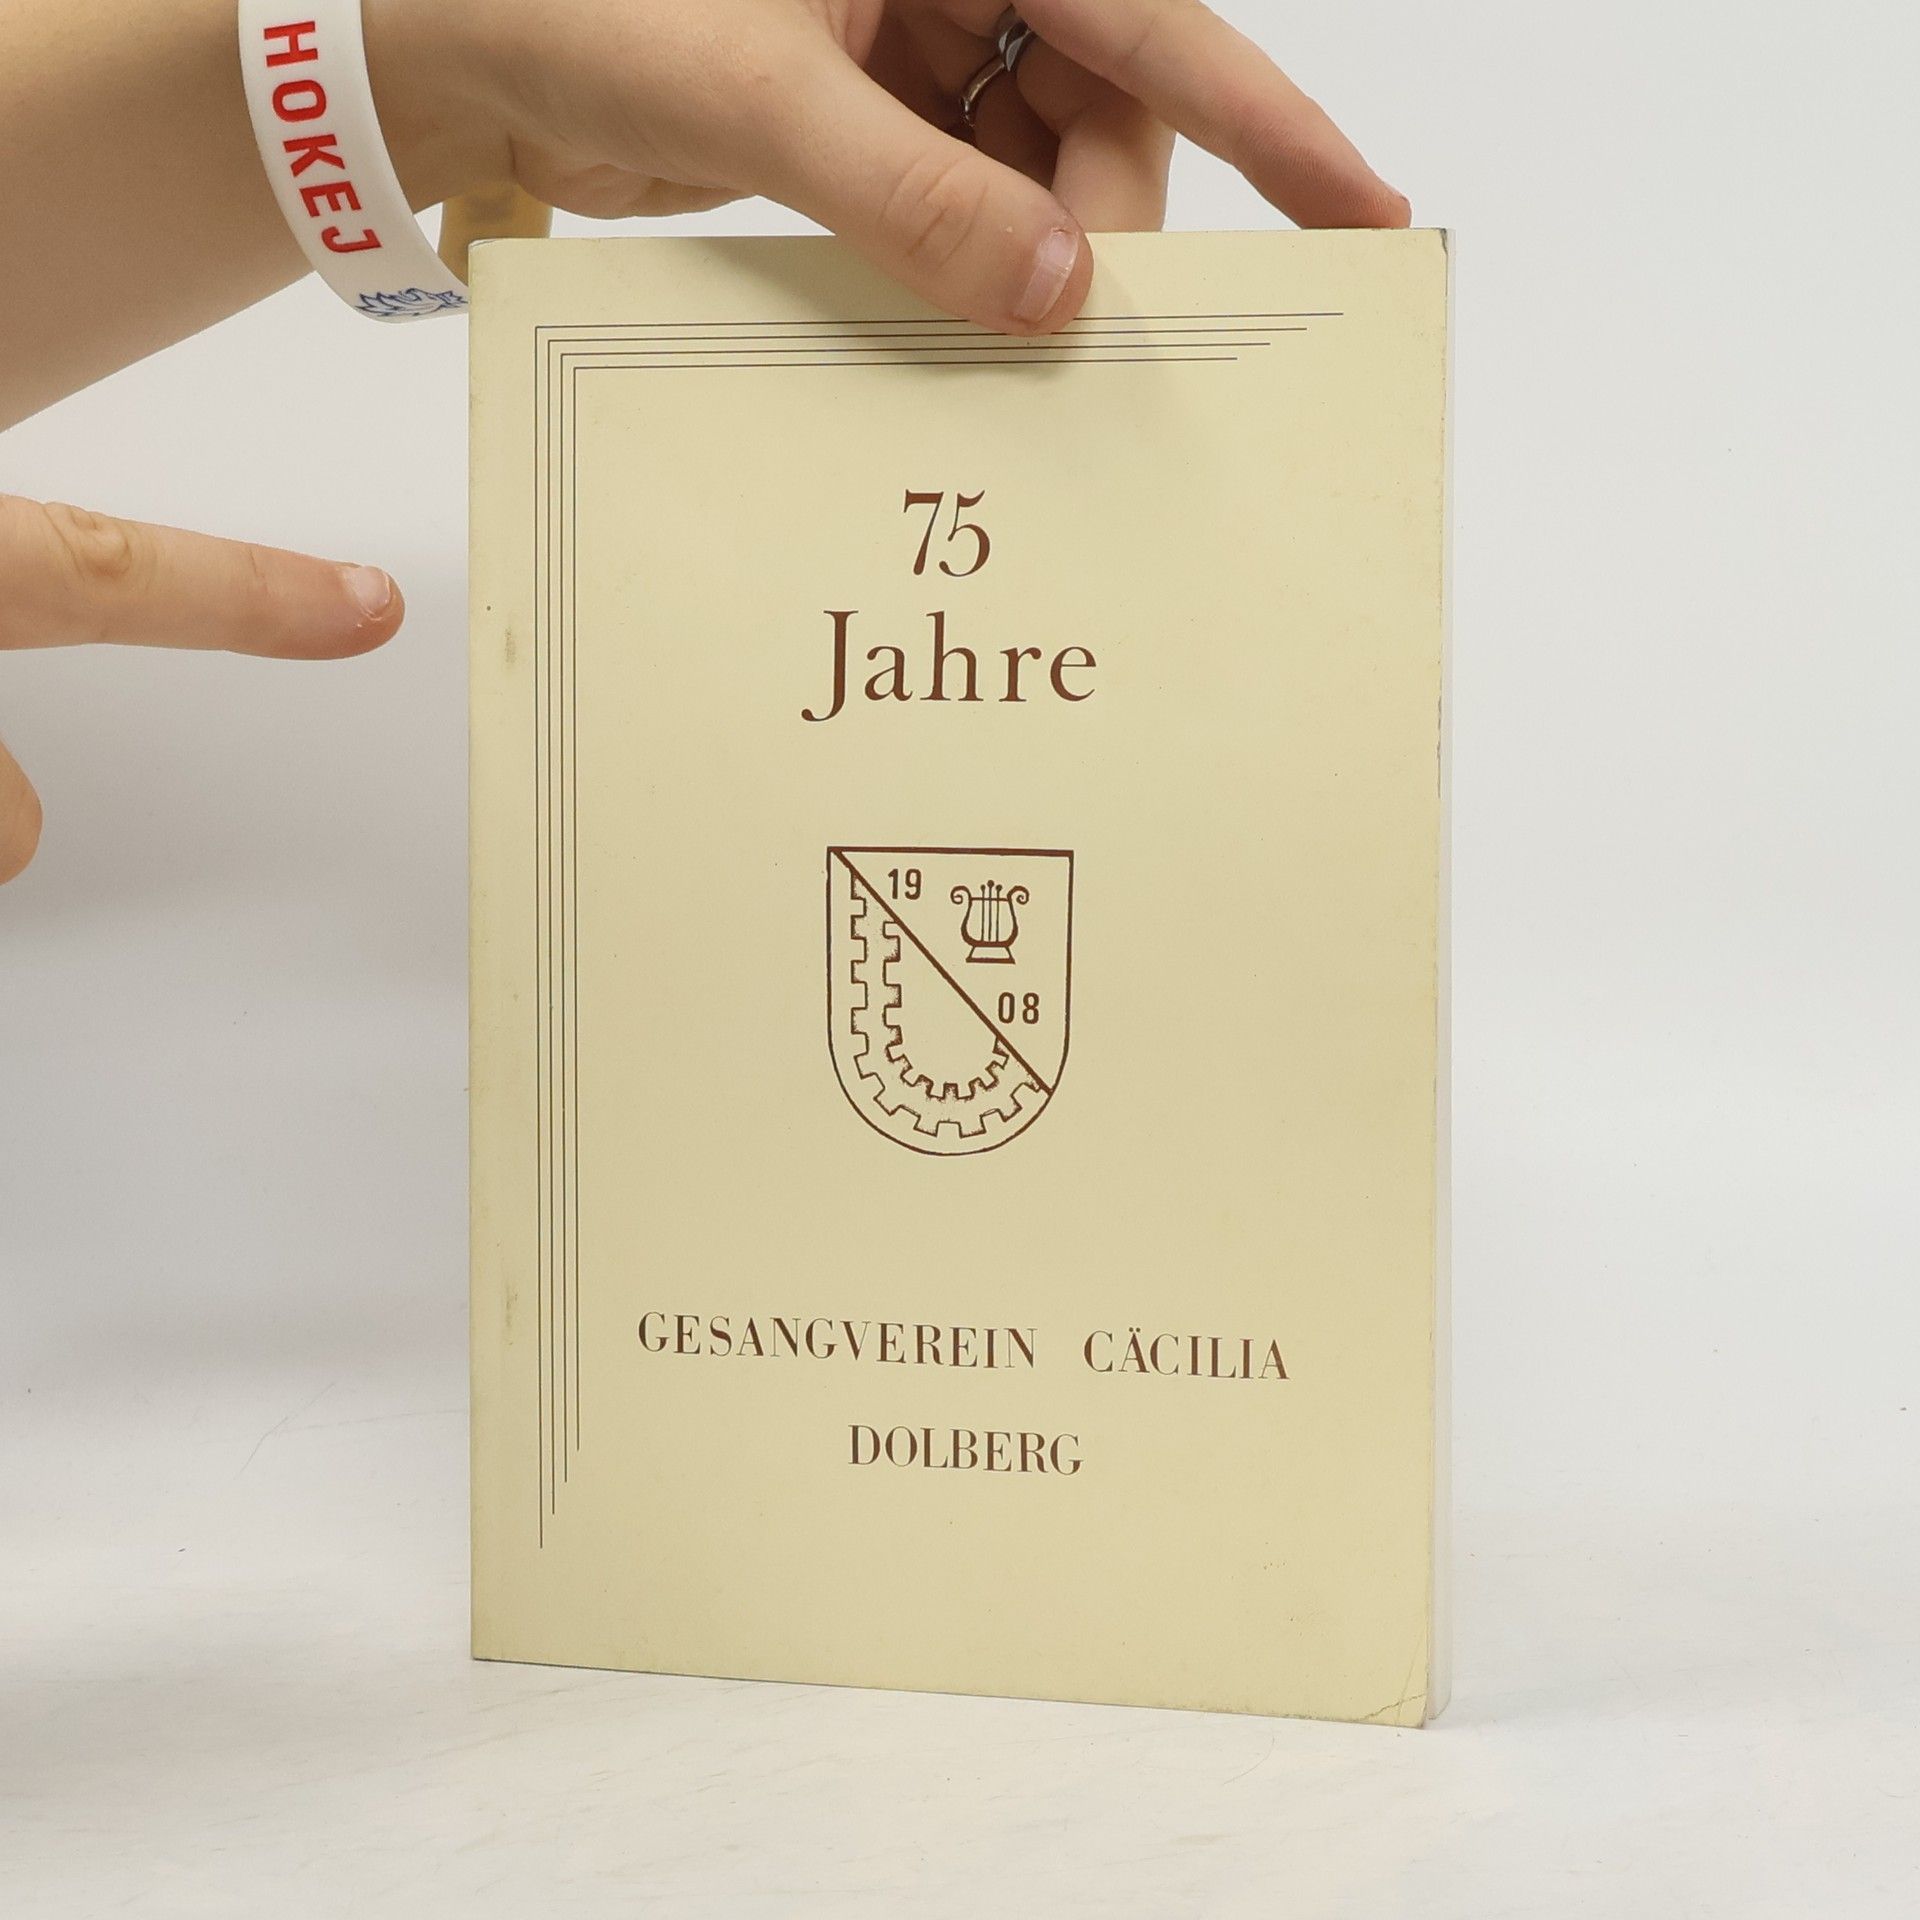 HOKEJ
75
Jahre
19
08
GESANGVEREIN CÄCILIA
DOLBERG